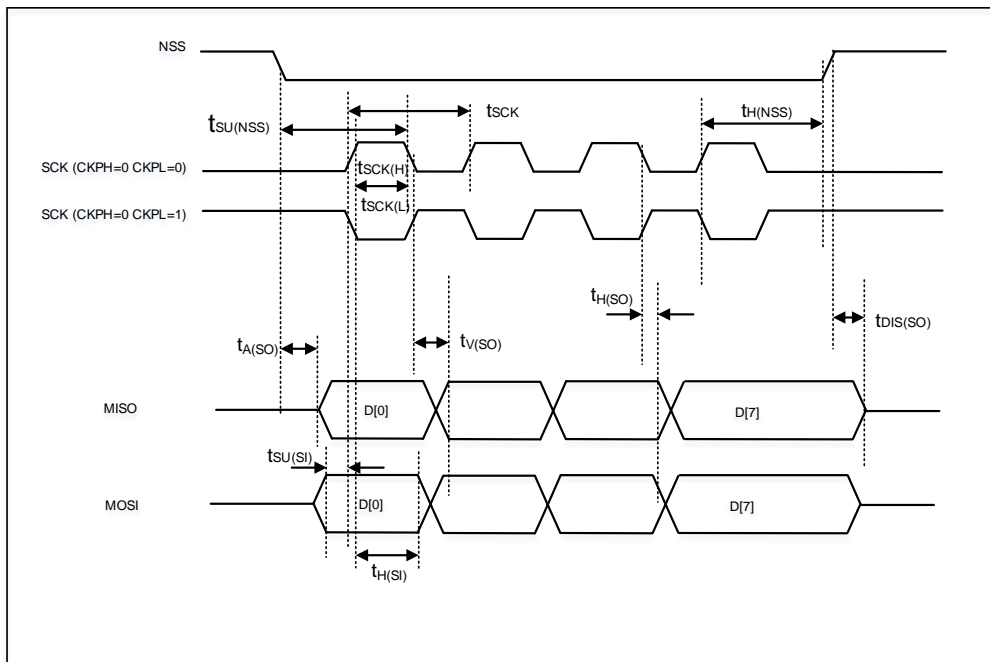 NSS
tSCK
tH(NSS)
tSU(NSS)
SCK (CKPH=0 CKPL=0)
tSCK(H)
tSCK(L)
SCK (CKPH=0 CKPL=1)
tH(SO)
tDIS(SO)
tA(SO)
tV(SO)
MISO
D[0]
D[7]
tSU(SI)
MOSI
D[0]
D[7]
tH(SI)